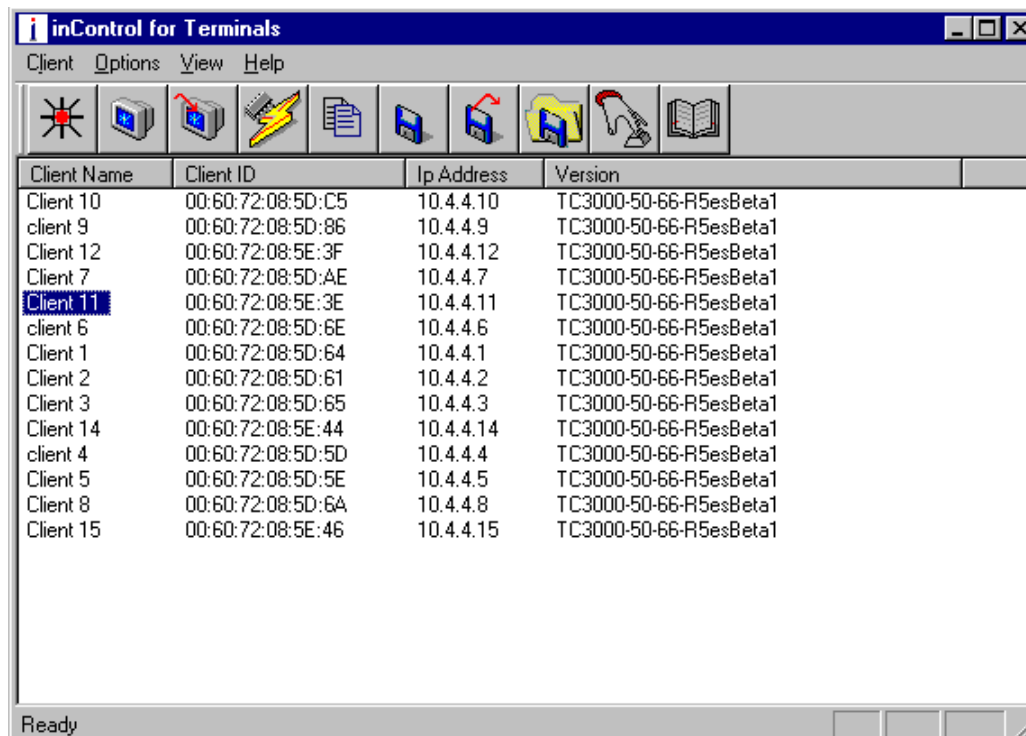 inControl for Terminals
Client Options View Help
Client Name Client ID Ip Address Version
Client 10 00:60:72:08:5D:C5 10.4.4.10 TC3000-50-66-R5esBeta1
client 9 00:60:72:08:5D:86 10.4.4.9 TC3000-50-66-R5esBeta1
Client 12 00:60:72:08:5E:3F 10.4.4.12 TC3000-50-66-R5esBeta1
Client 7 00:60:72:08:5D:AE 10.4.4.7 TC3000-50-66-R5esBeta1
Client 11 00:60:72:08:5E:3E 10.4.4.11 TC3000-50-66-R5esBeta1
client 6 00:60:72:08:5D:6E 10.4.4.6 TC3000-50-66-R5esBeta1
Client 1 00:60:72:08:5D:64 10.4.4.1 TC3000-50-66-R5esBeta1
Client 2 00:60:72:08:5D:61 10.4.4.2 TC3000-50-66-R5esBeta1
Client 3 00:60:72:08:5D:65 10.4.4.3 TC3000-50-66-R5esBeta1
Client 14 00:60:72:08:5E:44 10.4.4.14 TC3000-50-66-R5esBeta1
client 4 00:60:72:08:5D:5D 10.4.4.4 TC3000-50-66-R5esBeta1
Client 5 00:60:72:08:5D:5E 10.4.4.5 TC3000-50-66-R5esBeta1
Client 8 00:60:72:08:5D:6A 10.4.4.8 TC3000-50-66-R5esBeta1
Client 15 00:60:72:08:5E:46 10.4.4.15 TC3000-50-66-R5esBeta1
Ready